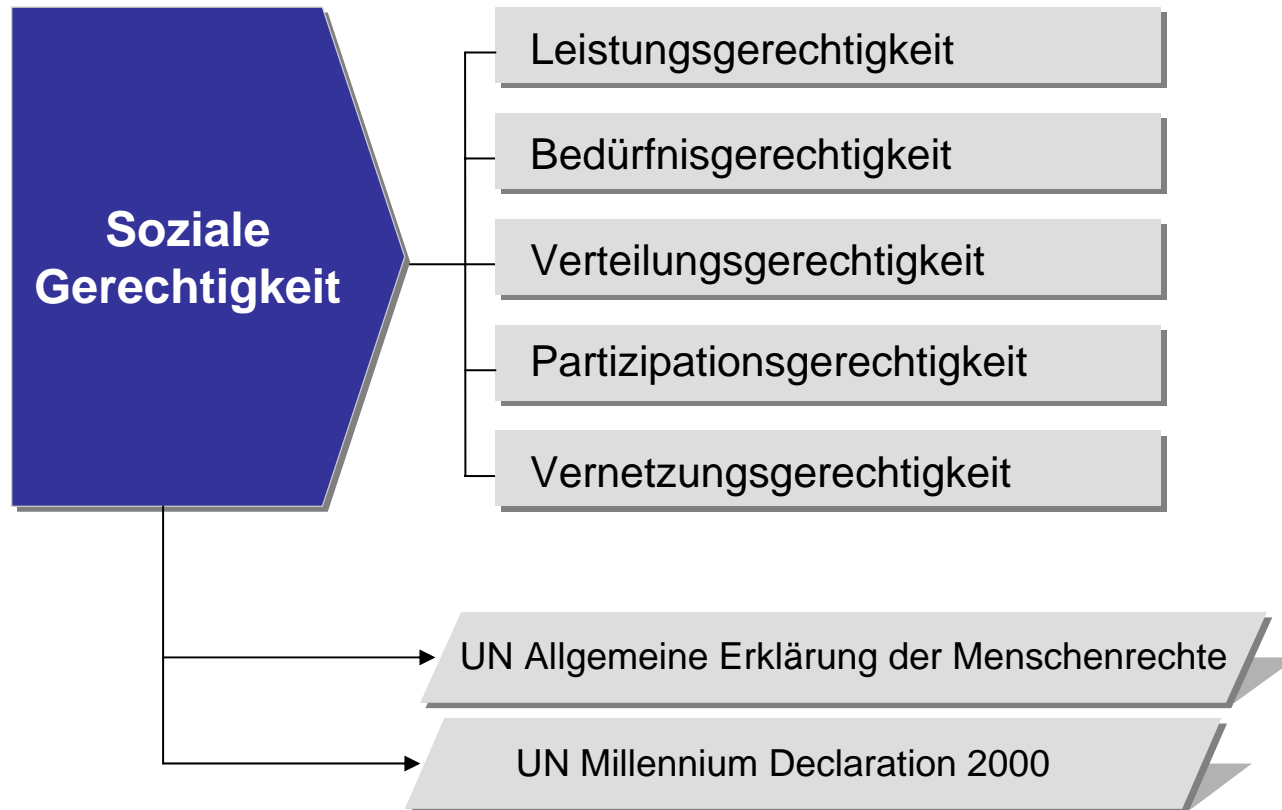 Soziale
Gerechtigkeit
Leistungsgerechtigkeit
Bedürfnisgerechtigkeit
Verteilungsgerechtigkeit
Partizipationsgerechtigkeit
Vernetzungsgerechtigkeit
UN Allgemeine Erklärung der Menschenrechte
UN Millennium Declaration 2000